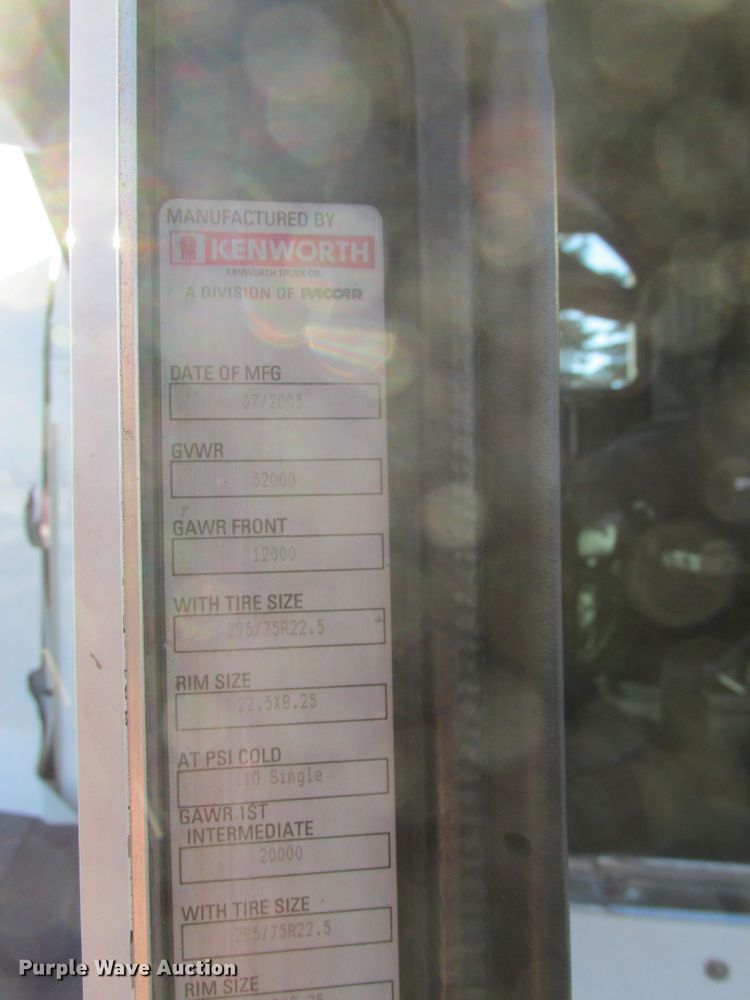 MANUFACTURED BY
KENWORTH
KENWORTH TRUCK CO.
A DIVISION OF PACCAR
DATE OF MFG
07/2005
GVWR
52000
GAWR FRONT
12000
WITH TIRE SIZE
295/75R22.5
RIM SIZE
22.5X8.25
AT PSI COLD
110 Single
GAWR 1ST
INTERMEDIATE
20000
WITH TIRE SIZE
295/75R22.5
RIM SIZE
Purple Wave Auction